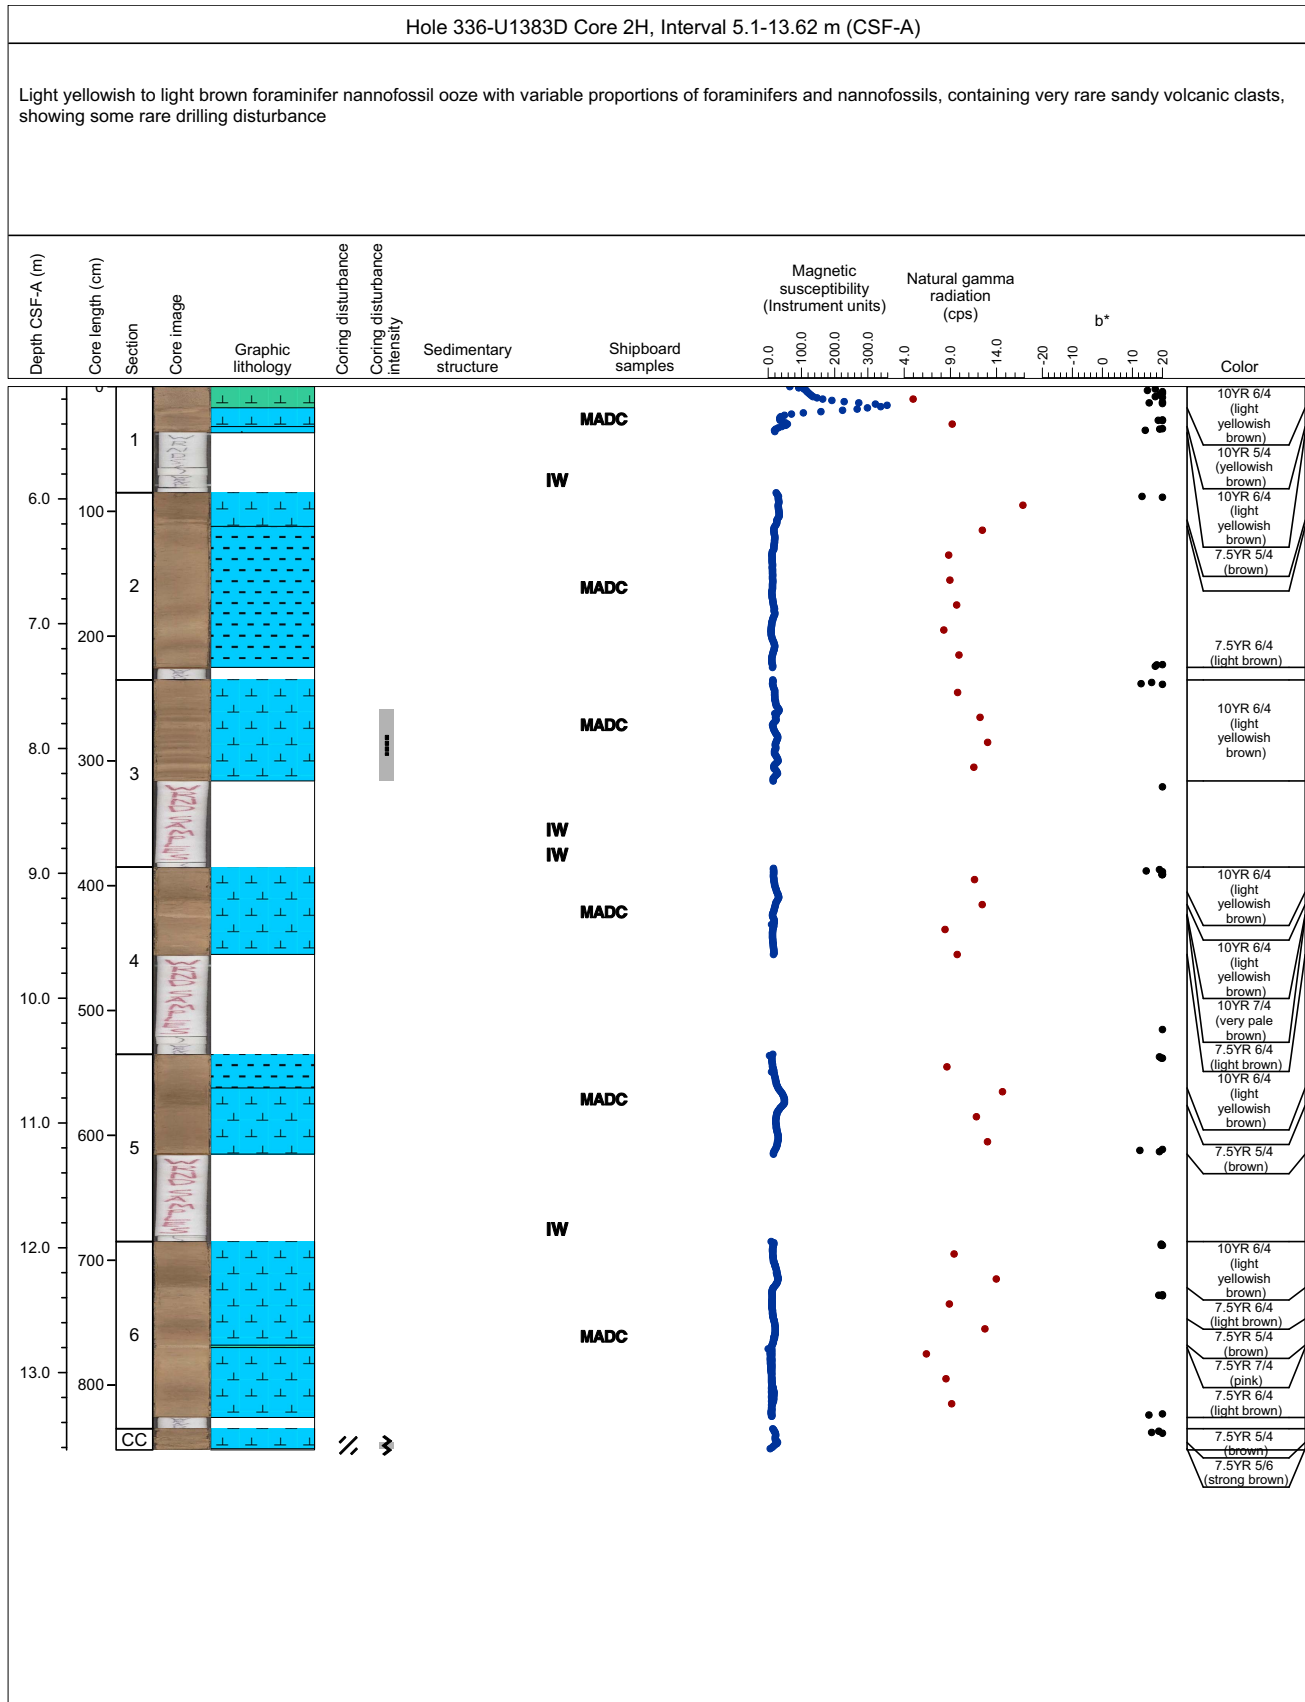 Hole 336-U1383D Core 2H, Interval 5.1-13.62 m (CSF-A)
Light yellowish to light brown foraminifer nannofossil ooze with variable proportions of foraminifers and nannofossils, containing very rare sandy volcanic clasts,
showing some rare drilling disturbance
Depth CSF-A (m)
Core length (cm)
Section
Core image
Graphic
lithology
Coring disturbance
Coring disturbance
intensity
Sedimentary
structure
Shipboard
samples
Magnetic
susceptibility
(Instrument units)
0.0 100.0 200.0 300.0
Natural gamma
radiation
(cps)
4.0 9.0 14.0
b*
-20 -10 0 10 20
Color
6.0
7.0
8.0
9.0
10.0
11.0
12.0
13.0
0
100
200
300
400
500
600
700
800
1
2
3
4
5
6
CC
MADC
IW
MADC
MADC
IW
IW
MADC
MADC
IW
MADC
10YR 6/4
(light
yellowish
brown)
10YR 5/4
(yellowish
brown)
10YR 6/4
(light
yellowish
brown)
7.5YR 5/4
(brown)
7.5YR 6/4
(light brown)
10YR 6/4
(light
yellowish
brown)
10YR 6/4
(light
yellowish
brown)
10YR 6/4
(light
yellowish
brown)
10YR 7/4
(very pale
brown)
7.5YR 6/4
(light brown)
10YR 6/4
(light
yellowish
brown)
7.5YR 5/4
(brown)
10YR 6/4
(light
yellowish
brown)
7.5YR 6/4
(light brown)
7.5YR 5/4
(brown)
7.5YR 7/4
(pink)
7.5YR 6/4
(light brown)
7.5YR 5/4
(brown)
7.5YR 5/6
(strong brown)